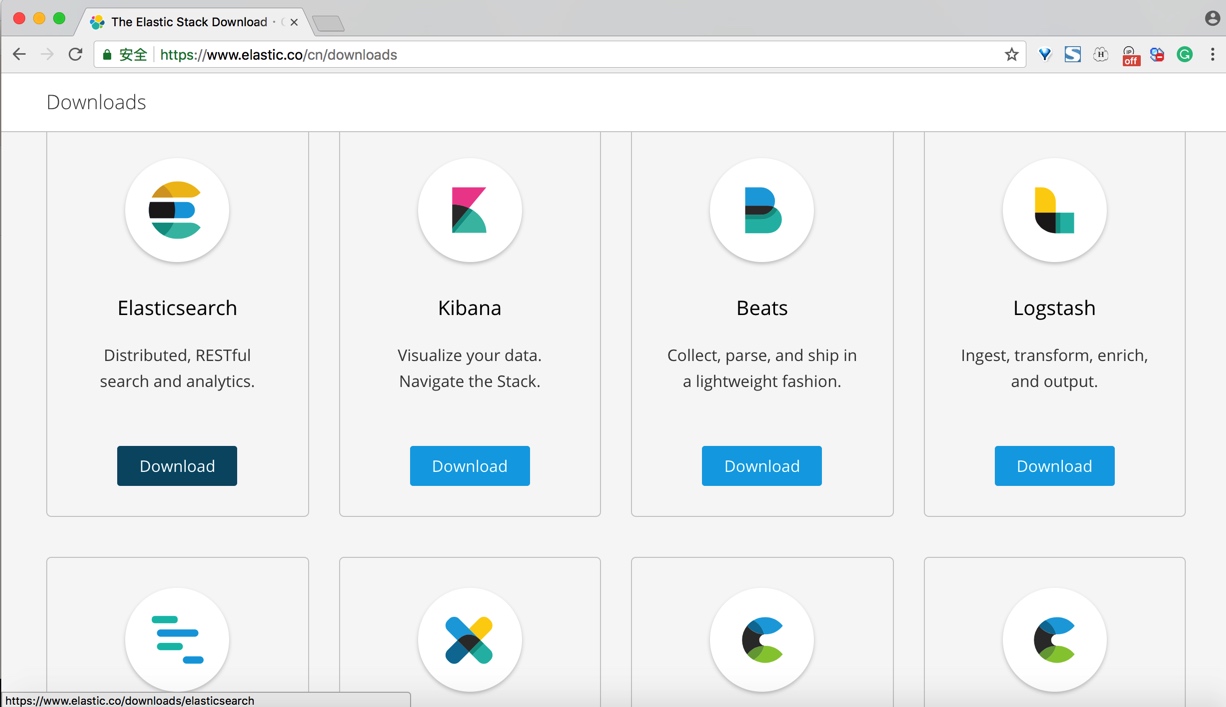 The Elastic Stack Download ·
安全 https://www.elastic.co/cn/downloads
H
IP
off
G
Downloads
Elasticsearch
Distributed, RESTful
search and analytics.
Download
Kibana
Visualize your data.
Navigate the Stack.
Download
Beats
Collect, parse, and ship in
a lightweight fashion.
Download
Logstash
Ingest, transform, enrich,
and output.
Download
https://www.elastic.co/downloads/elasticsearch